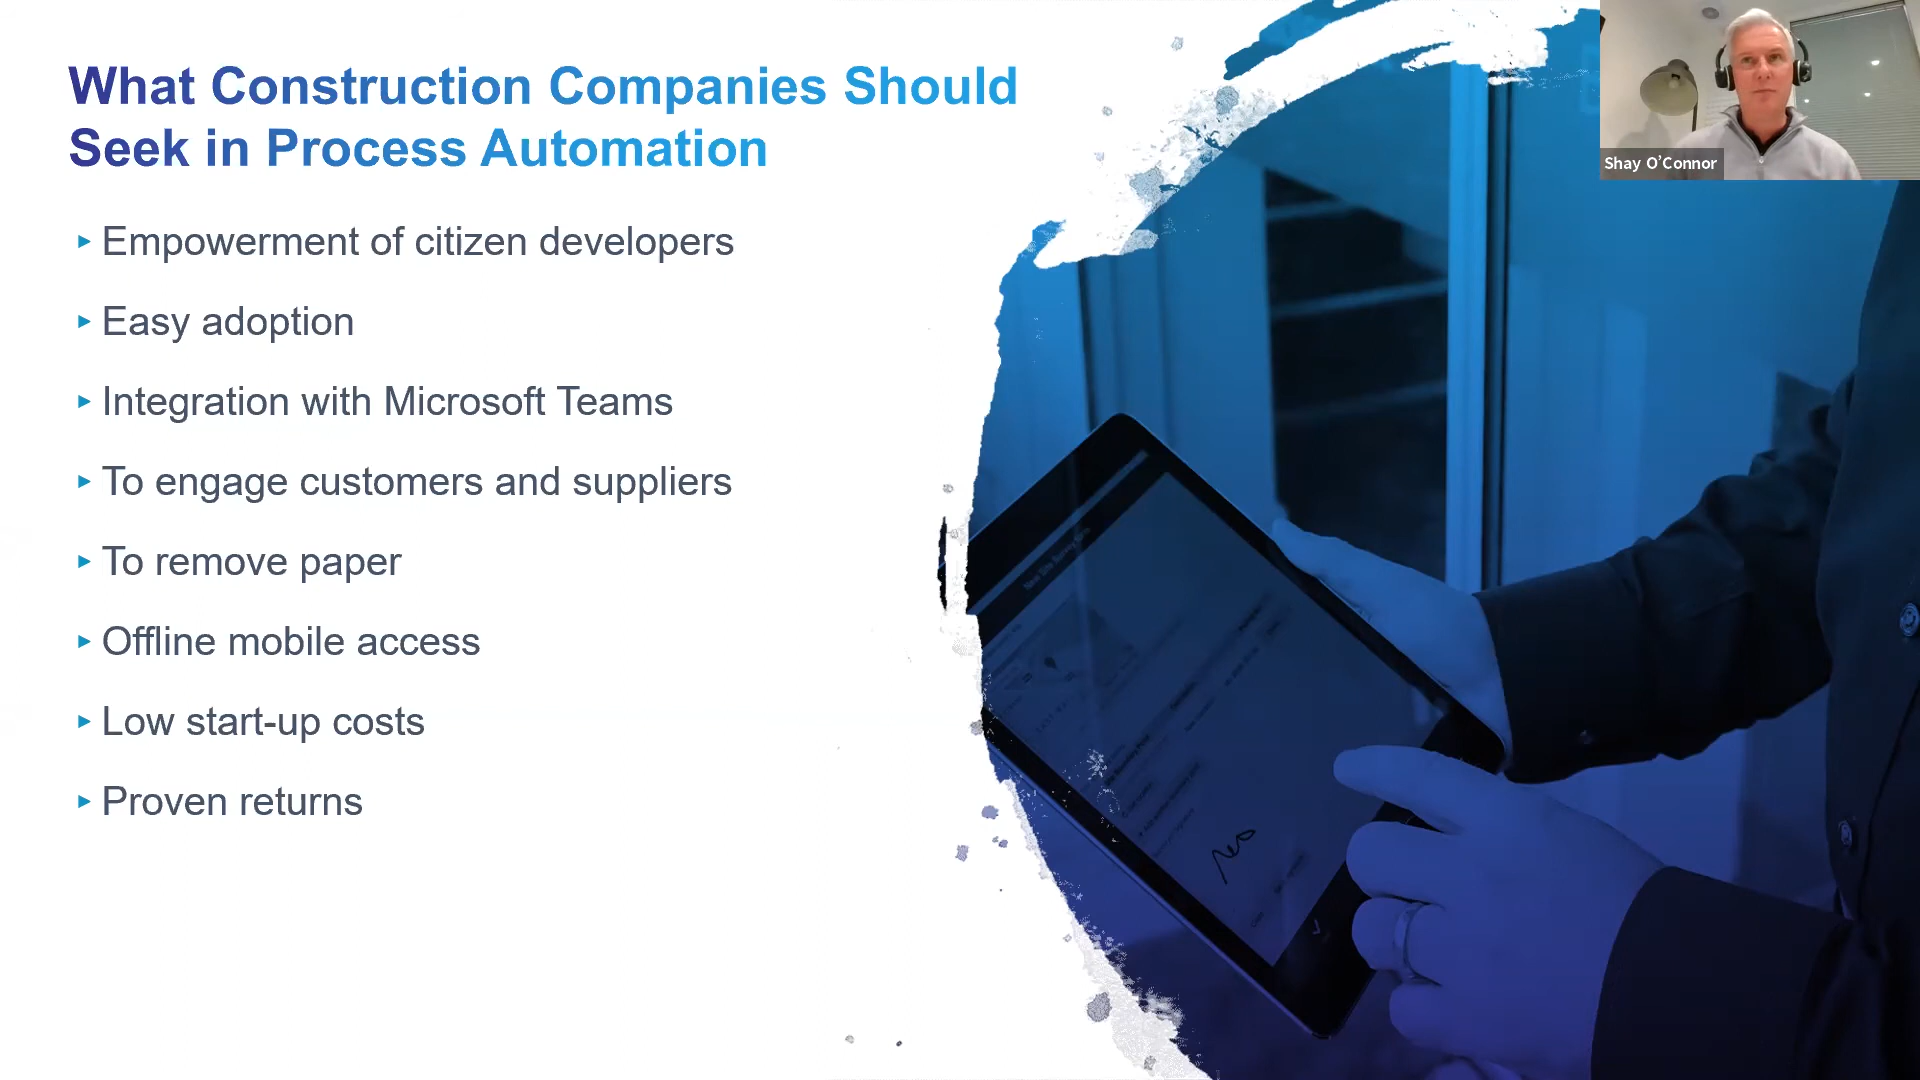 What Construction Companies Should
Seek in Process Automation
Empowerment of citizen developers
Easy adoption
Integration with Microsoft Teams
To engage customers and suppliers
To remove paper
Offline mobile access
Low start-up costs
Proven returns
Shay O'Connor